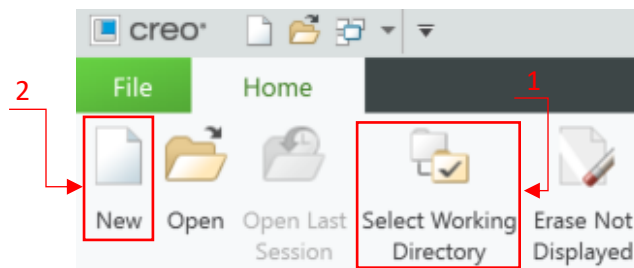 creo®
File Home
2 1
New Open Open Last Session Select Working Directory Erase Not Displayed